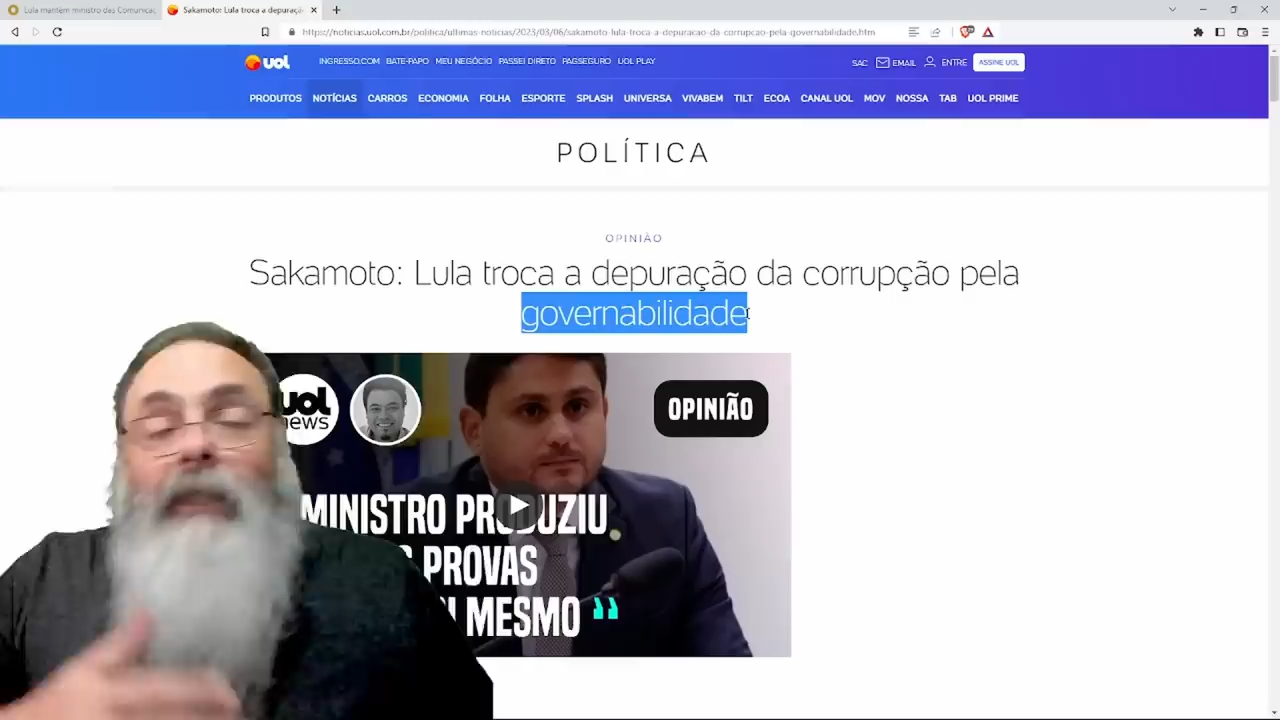 Lula mantém ministro das Comunicaç
Sakamoto: Lula troca a depuraçã
https://noticias.uol.com.br/politica/ultimas-noticias/2023/03/06/sakamoto-lula-troca-a-depuracao-da-corrupcao-pela-governabilidade.htm
UOL
INGRESSO.COM BATE-PAPO MEU NEGÓCIO PASSEI DIRETO PAGSEGURO UOL PLAY
SAC EMAIL ENTRE ASSINE UOL
PRODUTOS NOTÍCIAS CARROS ECONOMIA FOLHA ESPORTE SPLASH UNIVERSA VIVABEM TILT ECOA CANAL UOL MOV NOSSA TAB UOL PRIME
POLÍTICA
OPINIÃO
Sakamoto: Lula troca a depuração da corrupção pela
governabilidade
uol
news
OPINIÃO
MINISTRO PRODUZIU
PROVAS
MESMO "